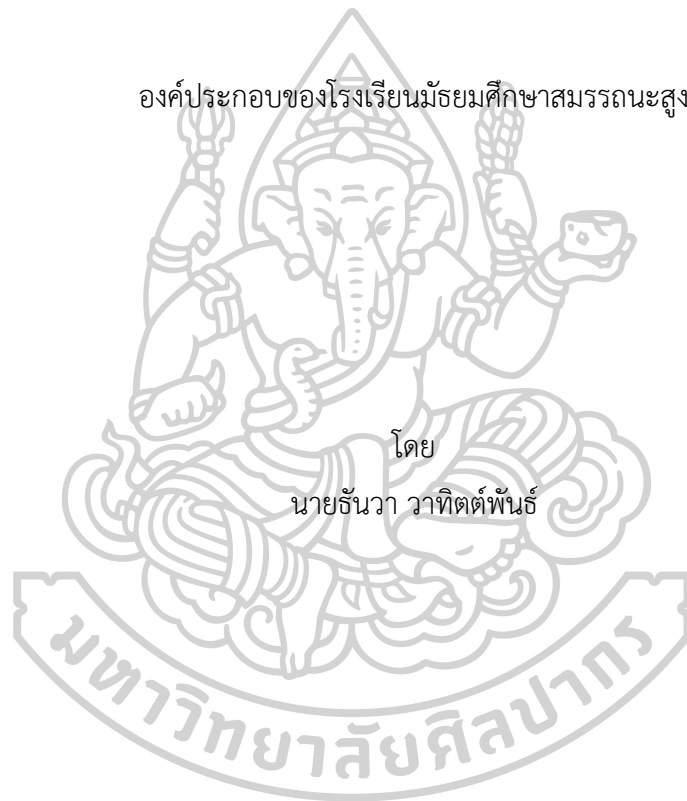 องค์ประกอบของโรงเรียนมัธยมศึกษาสมรรถนะสูง
โดย
นายธันวา วาทิตต์พันธ์
มหาวิทยาลัยศิลปากร